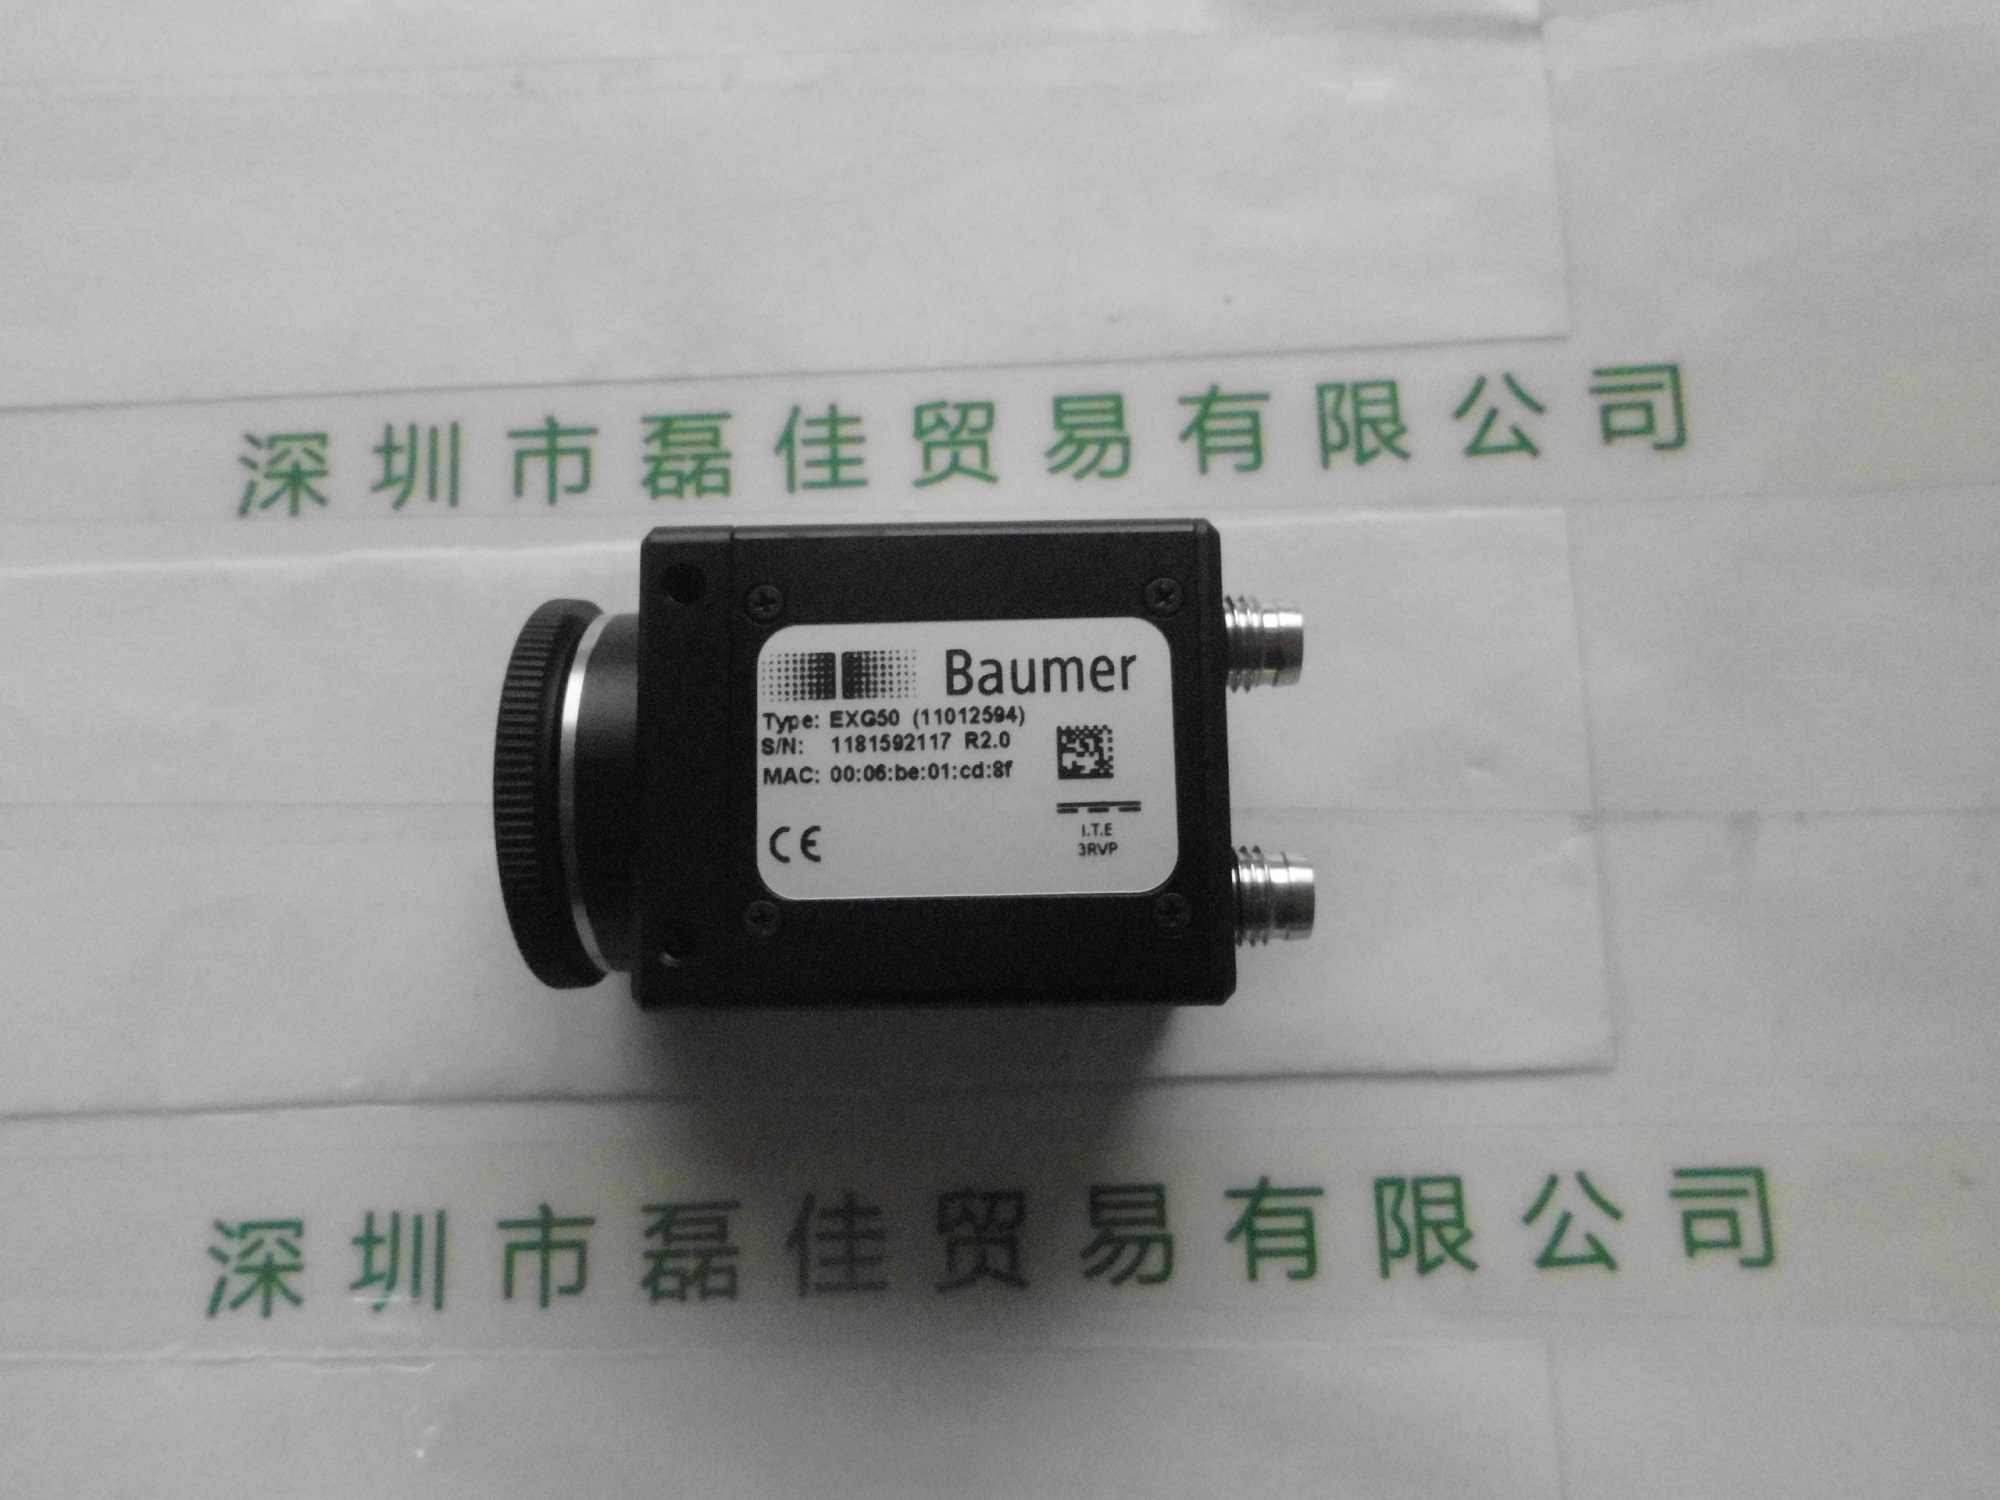 深圳市磊佳贸易有限公司
Baumer
Type: EXG50 (11012594)
S/N: 1181592117 R2.0
MAC: 00:06:be:01:cd:8f
CE
I.T.E
3RVP
深圳市磊佳贸易有限公司